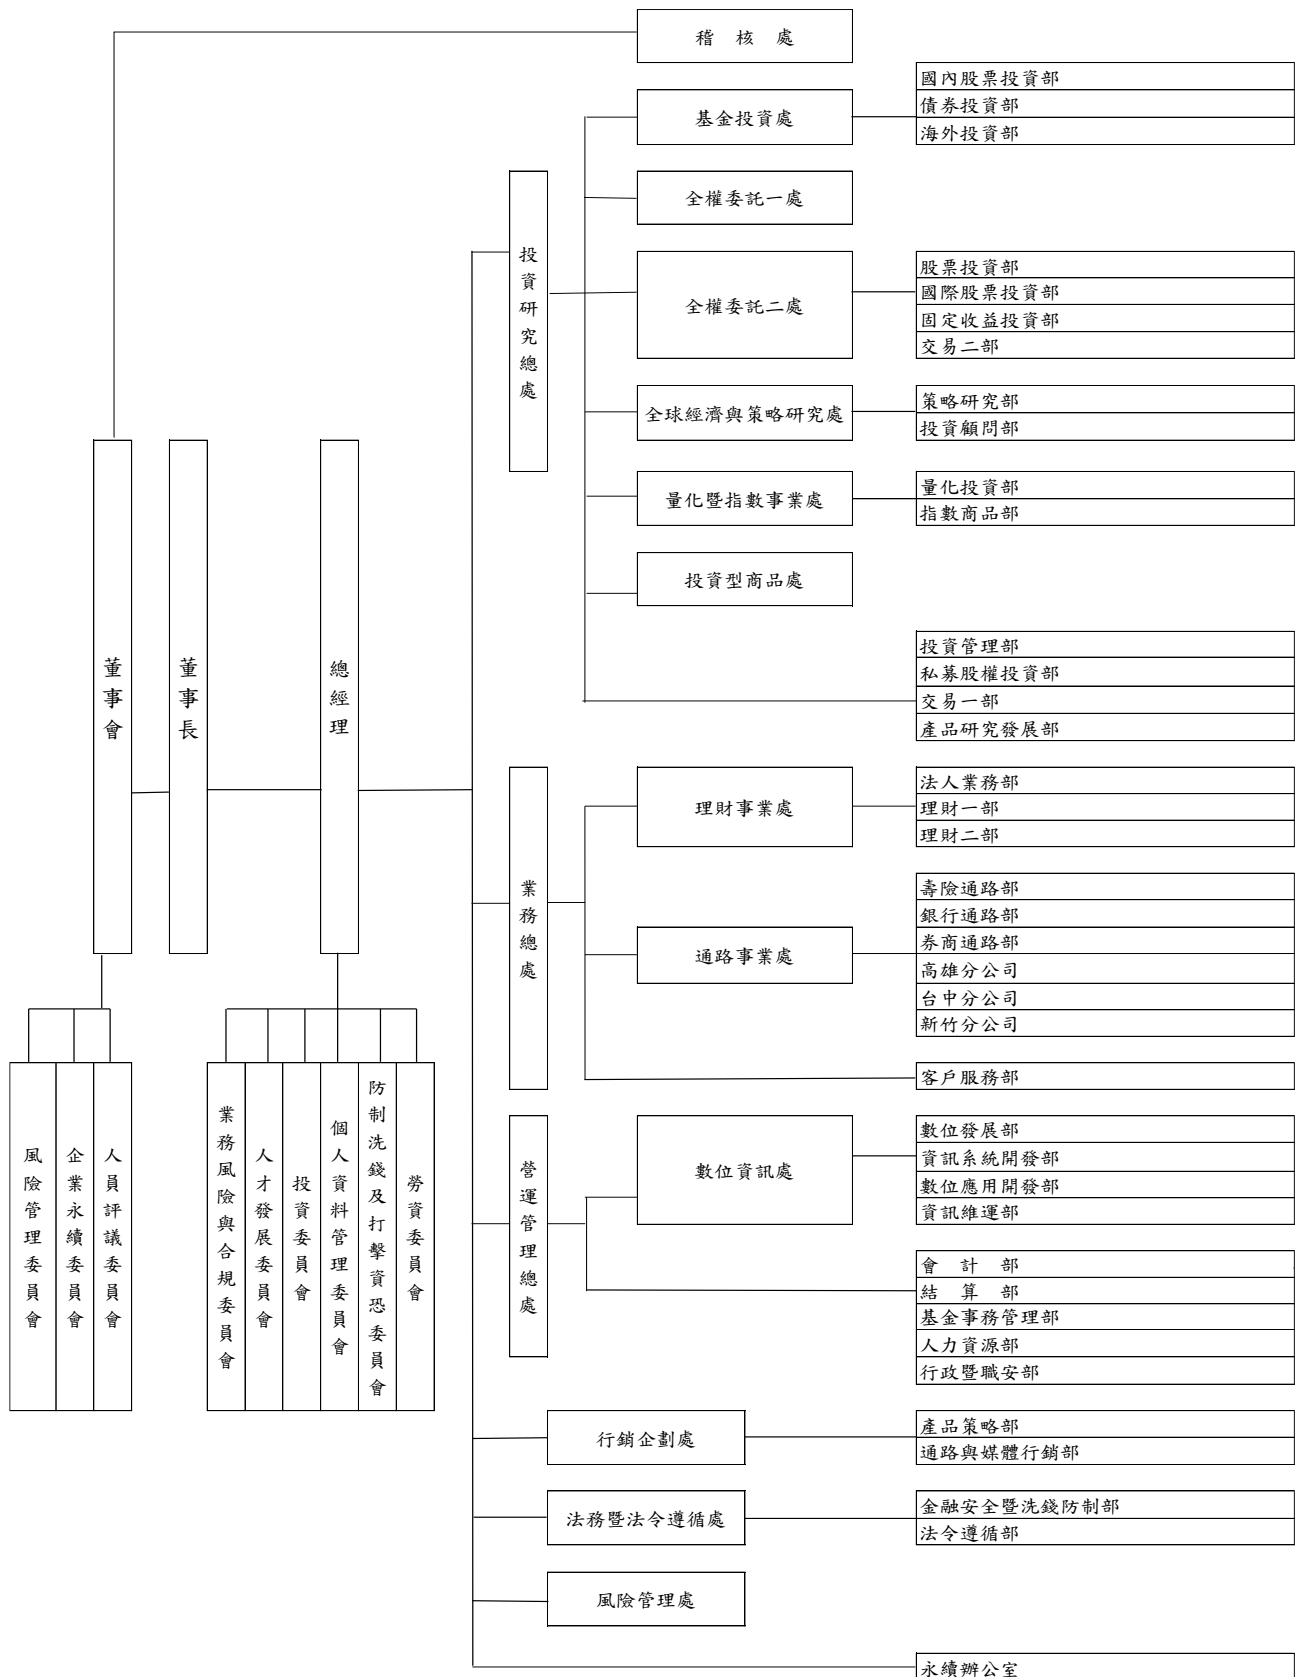 稽 核 處
基金投資處
國內股票投資部
債券投資部
海外投資部
投資研究總處
全權委託一處
全權委託二處
股票投資部
國際股票投資部
固定收益投資部
交易二部
全球經濟與策略研究處
策略研究部
投資顧問部
量化暨指數事業處
量化投資部
指數商品部
投資型商品處
投資管理部
私募股權投資部
交易一部
產品研究發展部
董事會
董事長
總經理
業務總處
理財事業處
法人業務部
理財一部
理財二部
通路事業處
壽險通路部
銀行通路部
券商通路部
高雄分公司
台中分公司
新竹分公司
客戶服務部
風險管理委員會
企業永續委員會
人員評議委員會
業務風險與合規委員會
人才發展委員會
投資委員會
個人資料管理委員會
防制洗錢及打擊資恐委員會
勞資委員會
營運管理總處
數位資訊處
數位發展部
資訊系統開發部
數位應用開發部
資訊維運部
會 計 部
結 算 部
基金事務管理部
人力資源部
行政暨職安部
行銷企劃處
產品策略部
通路與媒體行銷部
法務暨法令遵循處
金融安全暨洗錢防制部
法令遵循部
風險管理處
永續辦公室